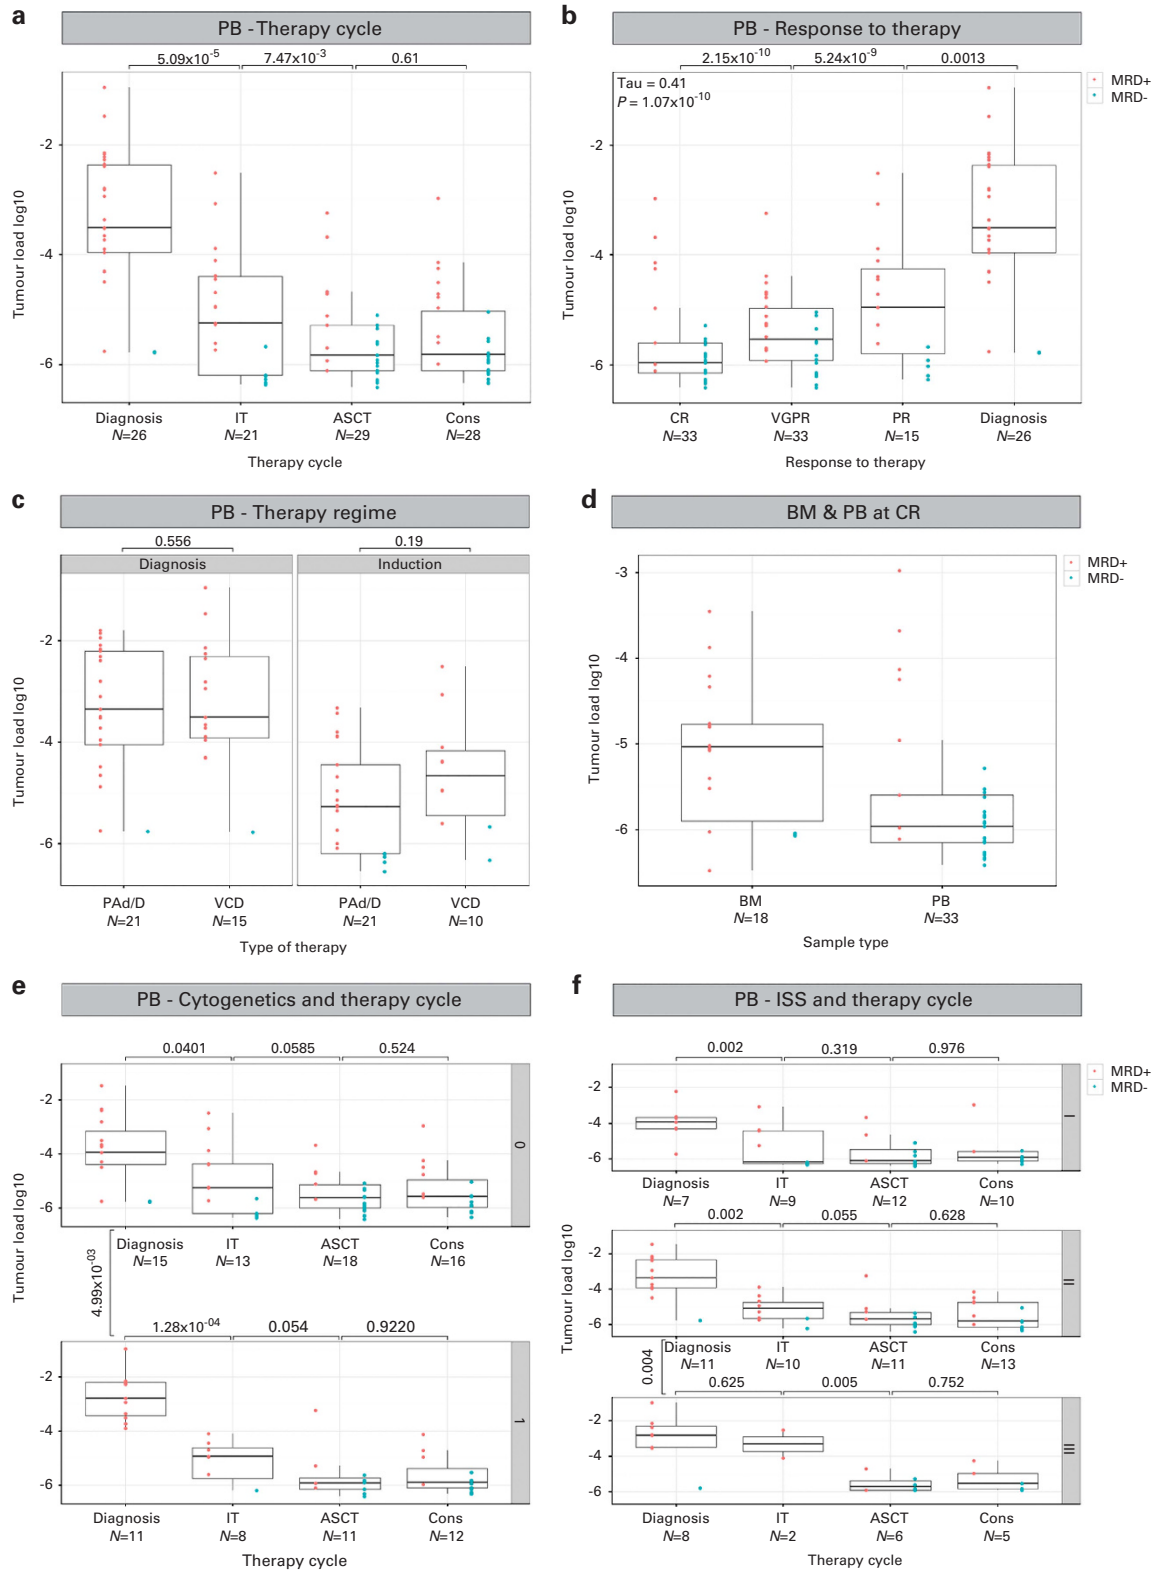 a
PB - Therapy cycle
5.09x10-5 7.47x10-3 0.61
Tumour load log10
-2
-4
-6
Diagnosis IT ASCT Cons
N=26 N=21 N=29 N=28
Therapy cycle
b
PB - Response to therapy
2.15x10-10 5.24x10-9 0.0013
Tau = 0.41
P = 1.07x10-10
MRD+
MRD-
Tumour load log10
-2
-4
-6
CR VGPR PR Diagnosis
N=33 N=33 N=15 N=26
Response to therapy
c
PB - Therapy regime
0.556 0.19
Diagnosis Induction
Tumour load log10
-2
-4
-6
PAd/D VCD PAd/D VCD
N=21 N=15 N=21 N=10
Type of therapy
d
BM & PB at CR
MRD+
MRD-
Tumour load log10
-3
-4
-5
-6
BM PB
N=18 N=33
Sample type
e
PB - Cytogenetics and therapy cycle
0.0401 0.0585 0.524
Tumour load log10
-2
-4
-6
0
Diagnosis IT ASCT Cons
N=15 N=13 N=18 N=16
4.99x10-03
1.28x10-04 0.054 0.9220
-2
-4
-6
1
Diagnosis IT ASCT Cons
N=11 N=8 N=11 N=12
Therapy cycle
f
PB - ISS and therapy cycle
0.002 0.319 0.976
MRD+
MRD-
-2
-4
-6
I
Diagnosis IT ASCT Cons
N=7 N=9 N=12 N=10
0.002 0.055 0.628
Tumour load log10
-2
-4
-6
II
Diagnosis IT ASCT Cons
N=11 N=10 N=11 N=13
0.004
0.625 0.005 0.752
-2
-4
-6
III
Diagnosis IT ASCT Cons
N=8 N=2 N=6 N=5
Therapy cycle